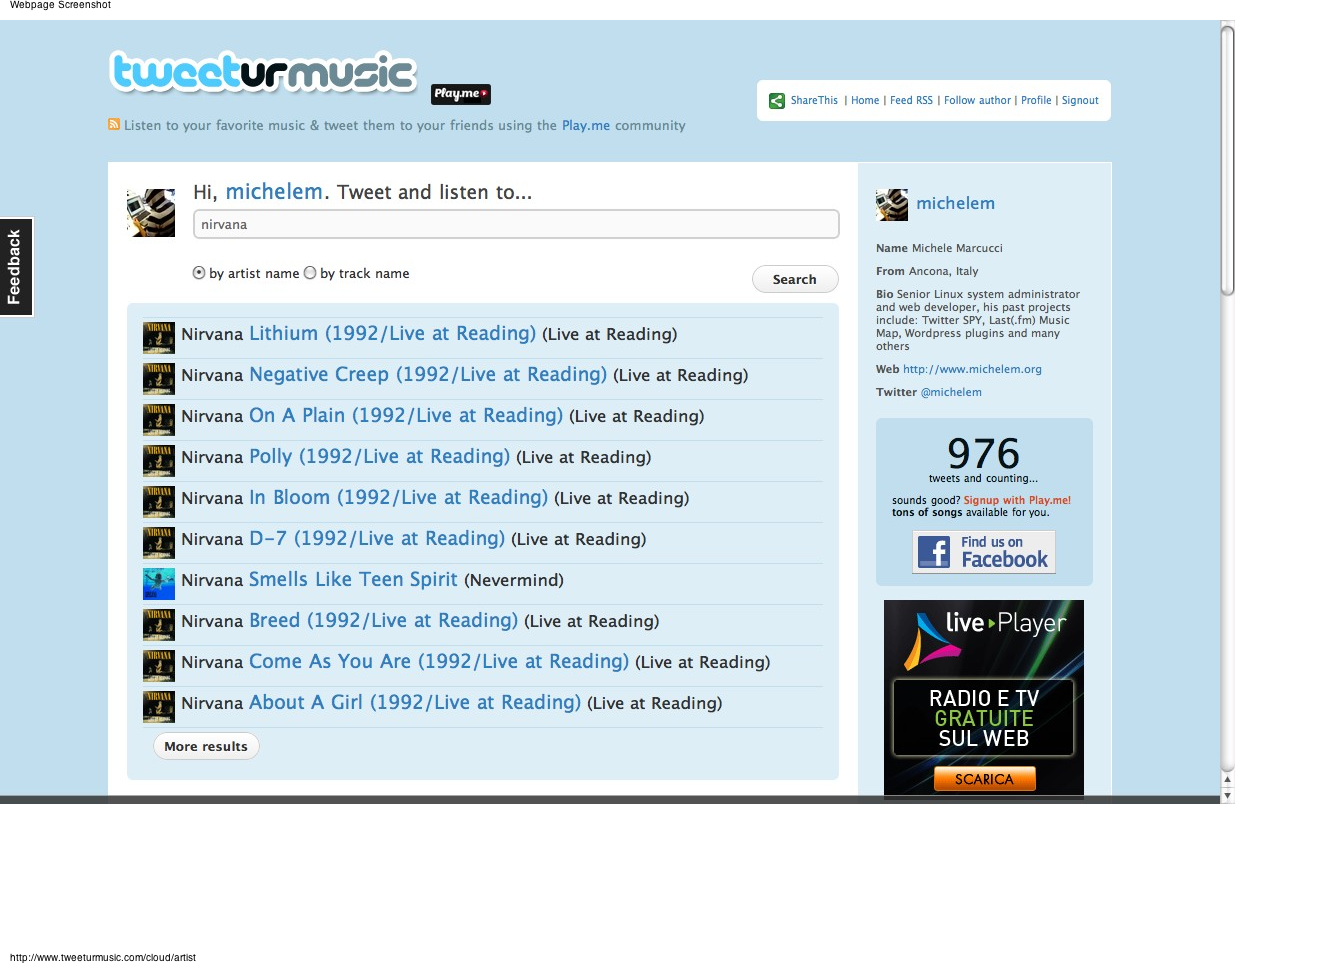 Webpage Screenshot
tweeturmusic
Play.me
ShareThis | Home | Feed RSS | Follow author | Profile | Signout
Listen to your favorite music & tweet them to your friends using the Play.me community
Feedback
Hi, michelem. Tweet and listen to...
nirvana
by artist name by track name
Search
Nirvana Lithium (1992/Live at Reading) (Live at Reading)
Nirvana Negative Creep (1992/Live at Reading) (Live at Reading)
Nirvana On A Plain (1992/Live at Reading) (Live at Reading)
Nirvana Polly (1992/Live at Reading) (Live at Reading)
Nirvana In Bloom (1992/Live at Reading) (Live at Reading)
Nirvana D-7 (1992/Live at Reading) (Live at Reading)
Nirvana Smells Like Teen Spirit (Nevermind)
Nirvana Breed (1992/Live at Reading) (Live at Reading)
Nirvana Come As You Are (1992/Live at Reading) (Live at Reading)
Nirvana About A Girl (1992/Live at Reading) (Live at Reading)
More results
michelem
Name Michele Marcucci
From Ancona, Italy
Bio Senior Linux system administrator
and web developer, his past projects
include: Twitter SPY, Last(.fm) Music
Map, Wordpress plugins and many
others
Web http://www.michelem.org
Twitter @michelem
976
tweets and counting...
sounds good? Signup with Play.me!
tons of songs available for you.
Find us on
Facebook
live Player
RADIO E TV
GRATUITE
SUL WEB
SCARICA
http://www.tweeturmusic.com/cloud/artist